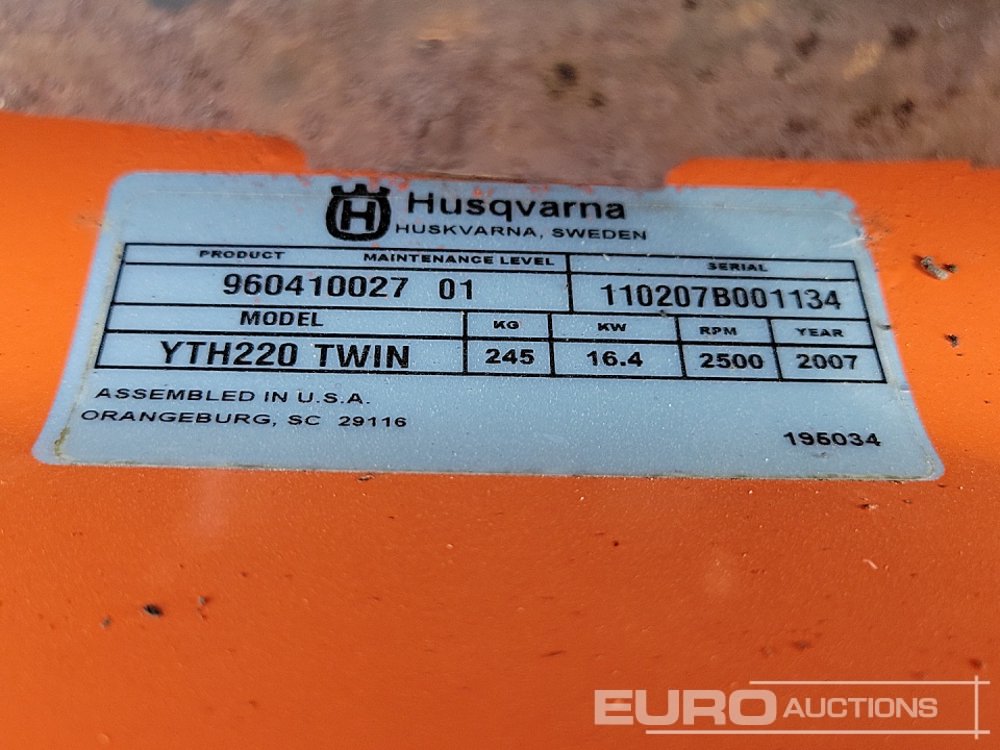 H Husqvarna
HUSKVARNA, SWEDEN
PRODUCT MAINTENANCE LEVEL SERIAL
960410027 01 110207B001134
MODEL KG KW RPM YEAR
YTH220 TWIN 245 16.4 2500 2007
ASSEMBLED IN U.S.A.
ORANGEBURG, SC 29116
195034
EURO AUCTIONS